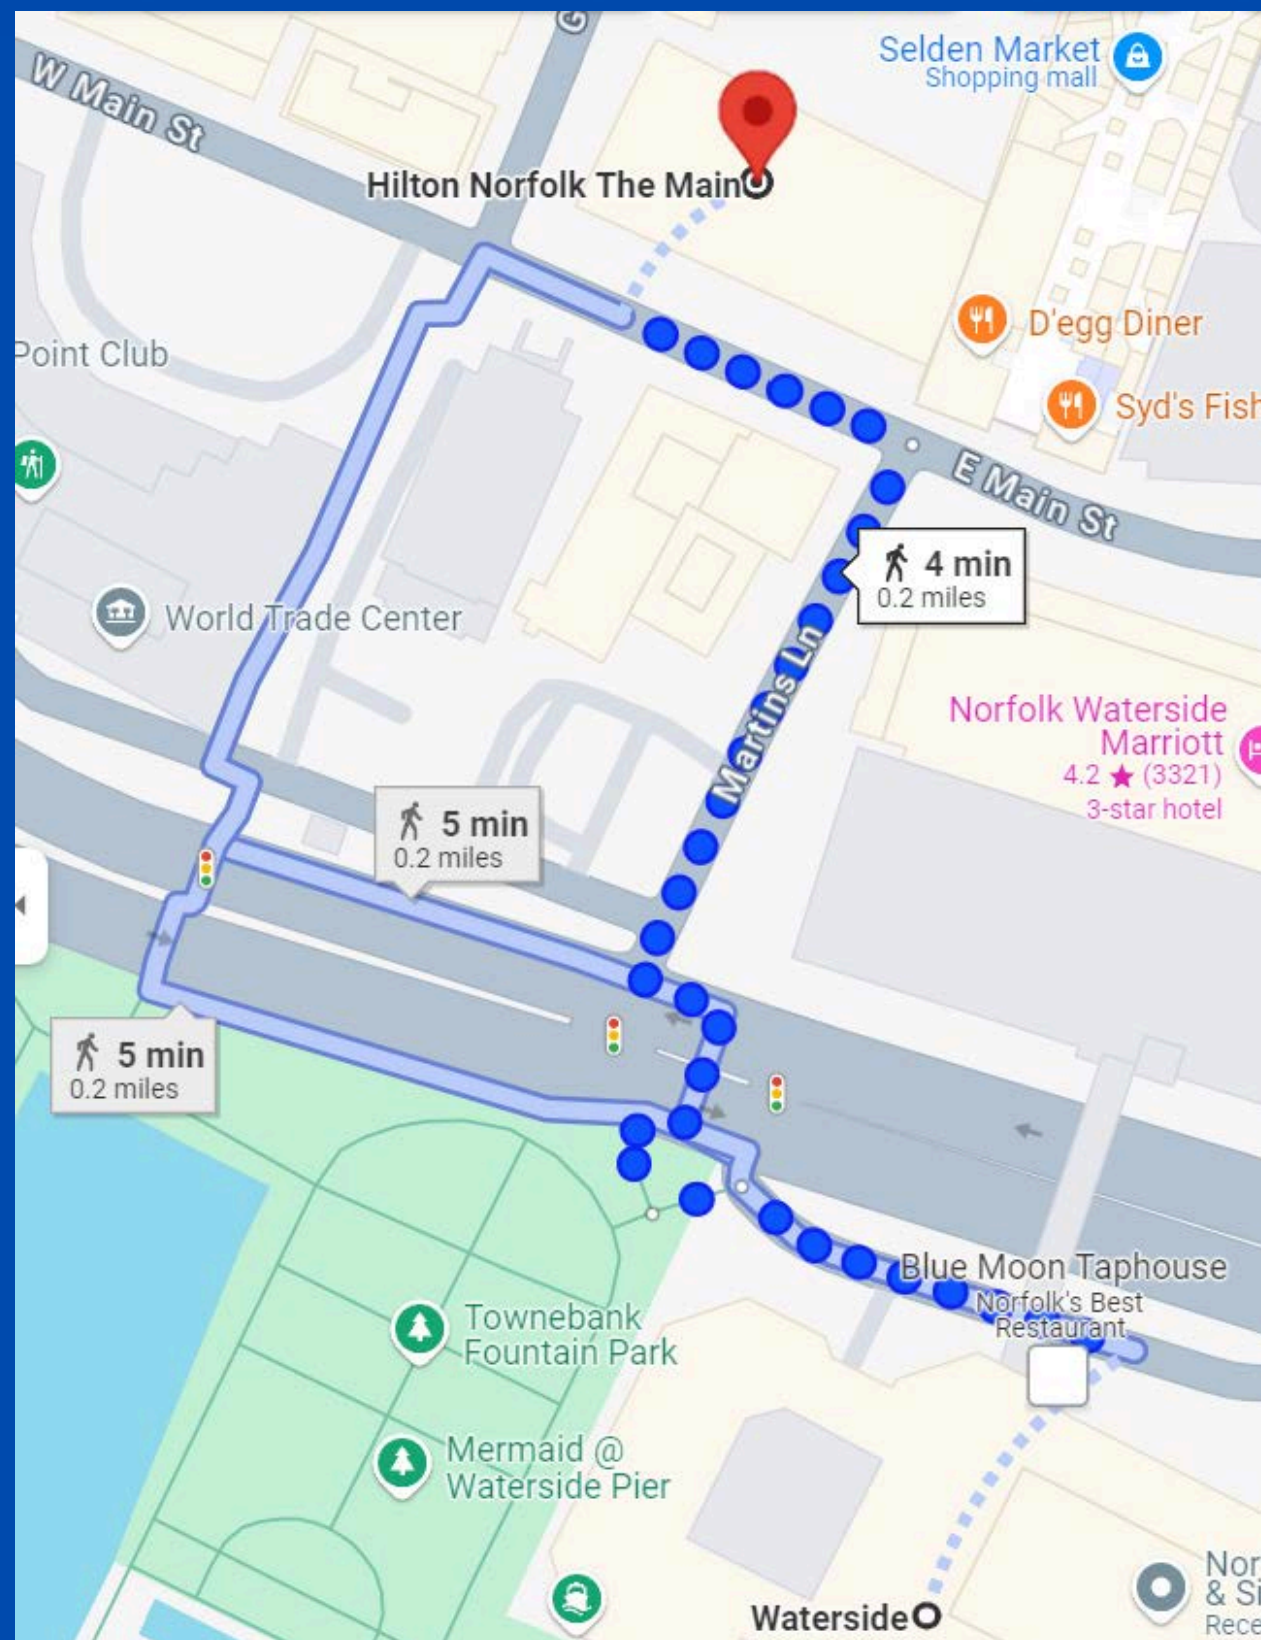 G
Selden Market
Shopping mall
W Main St
Hilton Norfolk The Main
D'egg Diner
Point Club
Syd's Fish
E Main St
4 min
0.2 miles
World Trade Center
Martins Ln
Norfolk Waterside
Marriott
4.2 ★ (3321)
3-star hotel
5 min
0.2 miles
5 min
0.2 miles
Blue Moon Taphouse
Norfolk's Best
Restaurant
Townebank
Fountain Park
Mermaid @
Waterside Pier
Nor
& Si
Rece
Waterside